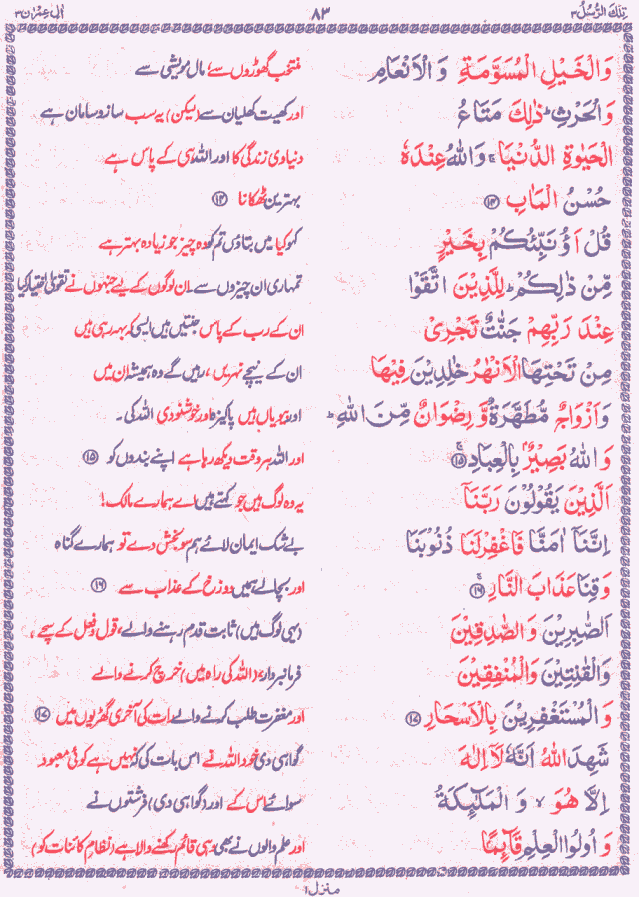 تِلْكَ الرُّسُلُ ٣ ٨٣ اٰلِ عِمْرٰن ٣
وَالْخَيْلِ الْمُسَوَّمَةِ وَ الْاَنْعَامِ منتخب گھوڑوں سے، مال مویشی سے
وَالْحَرْثِ ؕ ذٰلِكَ مَتَاعُ اور کھیت کھلیان سے (لیکن) یہ سب ساز و سامان ہے
الْحَيٰوةِ الدُّنْيَا ۚ وَاللّٰهُ عِنْدَهٗ دنیاوی زندگی کا اور اللہ ہی کے پاس ہے
حُسْنُ الْمَاٰبِ ﴿۱۴﴾ بہترین ٹھکانا ﴿۱۴﴾
قُلْ اَؤُنَبِّئُكُمْ بِخَيْرٍ کہو کیا میں بتاؤں تم کو وہ چیز جو زیادہ بہتر ہے
مِّنْ ذٰلِكُمْ ؕ لِلَّذِيْنَ اتَّقَوْا تمہاری ان چیزوں سے۔ ان لوگوں کے لیے جنہوں نے تقویٰ اختیار کیا
عِنْدَ رَبِّهِمْ جَنّٰتٌ تَجْرِيْ ان کے رب کے پاس جنتیں ہیں ایسی کہ بہہ رہی ہیں
مِنْ تَحْتِهَا الْاَنْهٰرُ خٰلِدِيْنَ فِيْهَا ان کے نیچے نہریں، رہیں گے وہ ہمیشہ ان میں
وَاَزْوَاجٌ مُّطَهَّرَةٌ وَّ رِضْوَانٌ مِّنَ اللّٰهِ ؕ اور بیویاں ہیں پاکیزہ اور خوشنودی اللہ کی۔
وَ اللّٰهُ بَصِيْرٌۢ بِالْعِبَادِ ﴿۱۵﴾ اور اللہ ہر وقت دیکھ رہا ہے اپنے بندوں کو ﴿۱۵﴾
اَلَّذِيْنَ يَقُوْلُوْنَ رَبَّنَاۤ یہ وہ لوگ ہیں جو کہتے ہیں اے ہمارے مالک!
اِنَّنَاۤ اٰمَنَّا فَاغْفِرْ لَنَا ذُنُوْبَنَا بے شک ایمان لائے ہم سو بخش دے تو ہمارے گناہ
وَقِنَا عَذَابَ النَّارِ ﴿۱۶﴾ اور بچالے ہمیں دوزخ کے عذاب سے ﴿۱۶﴾
اَلصّٰبِرِيْنَ وَ الصّٰدِقِيْنَ (یہی لوگ ہیں) ثابت قدم رہنے والے، قول و فعل کے سچے،
وَالْقٰنِتِيْنَ وَالْمُنْفِقِيْنَ فرمانبردار، (اللہ کی راہ میں) خرچ کرنے والے
وَ الْمُسْتَغْفِرِيْنَ بِالْاَسْحَارِ ﴿۱۷﴾ اور مغفرت طلب کرنے والے رات کی آخری گھڑیوں میں ﴿۱۷﴾
شَهِدَ اللّٰهُ اَنَّهٗ لَاۤ اِلٰهَ گواہی دی خود اللہ نے اس بات کی کہ نہیں ہے کوئی معبود
اِلَّا هُوَ ۙ وَ الْمَلٰٓئِكَةُ سوائے اس کے اور (گواہی دی) فرشتوں نے
وَ اُولُوا الْعِلْمِ قَآئِمًۢا اور علم والوں نے بھی، وہی قائم رکھنے والا ہے (نظامِ کائنات کو)
منزل ۱